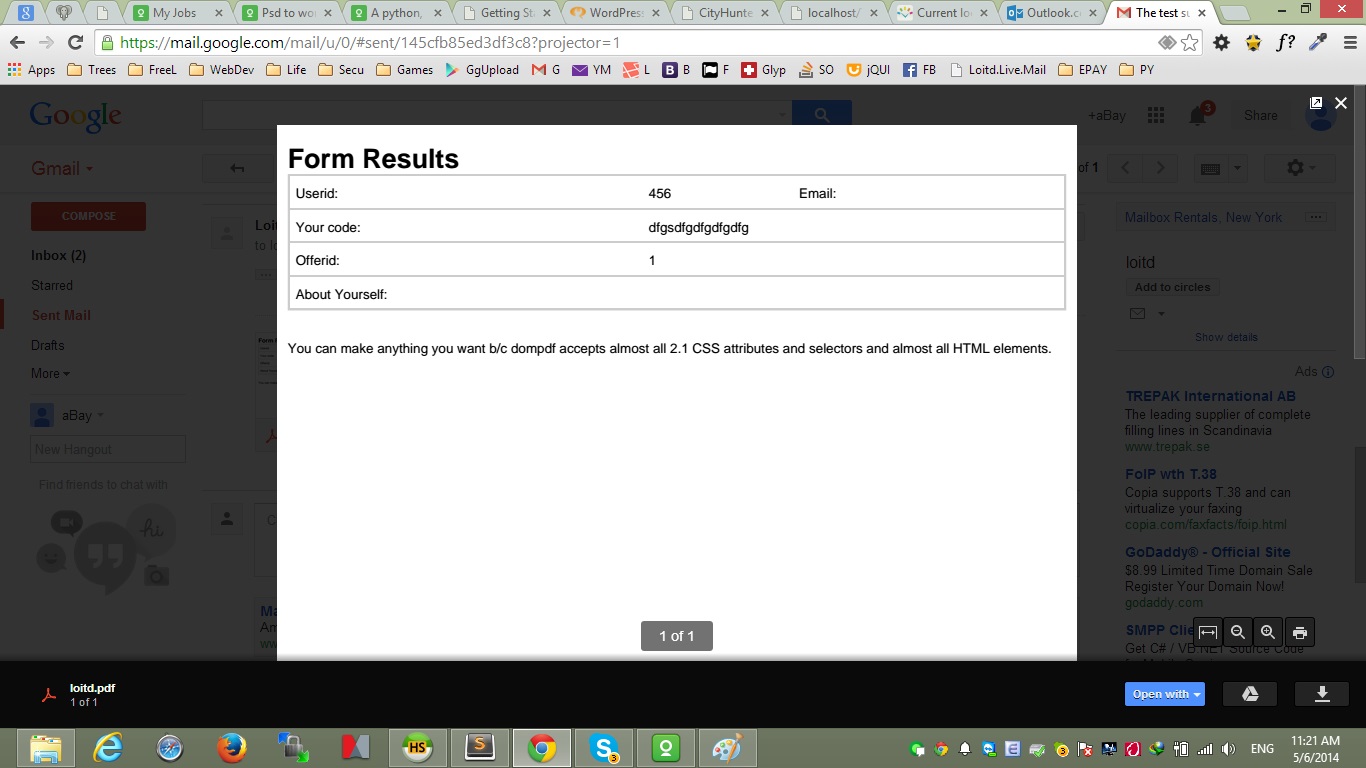 My Jobs
Psd to wo
A python,
Getting St
WordPres
CityHunte
localhost/
Current lo
Outlook.c
The test su
https://mail.google.com/mail/u/0/#sent/145cfb85ed3df3c8?projector=1
f?
Apps Trees FreeL WebDev Life Secu Games GgUpload G YM L B F Glyp SO jQUI FB Loitd.Live.Mail EPAY PY
Google
+aBay
3
Share
Gmail
of 1
COMPOSE
Inbox (2)
Starred
Sent Mail
Drafts
More
aBay
New Hangout
Find friends to chat with
hi
Loi
to l
Form Results
Userid: 456 Email:
Your code: dfgsdfgdfgdfgdfg
Offerid: 1
About Yourself:
You can make anything you want b/c dompdf accepts almost all 2.1 CSS attributes and selectors and almost all HTML elements.
1 of 1
Mailbox Rentals, New York
loitd
Add to circles
Show details
Ads
TREPAK International AB
The leading supplier of complete
filling lines in Scandinavia
www.trepak.se
FoIP wth T.38
Copia supports T.38 and can
virtualize your faxing
copia.com/faxfacts/foip.html
GoDaddy® - Official Site
$8.99 Limited Time Domain Sale
Register Your Domain Now!
godaddy.com
SMPP Clie
Get C# / VB.NET Source Code
loitd.pdf
1 of 1
Open with
HS
S
3
ENG
11:21 AM
5/6/2014